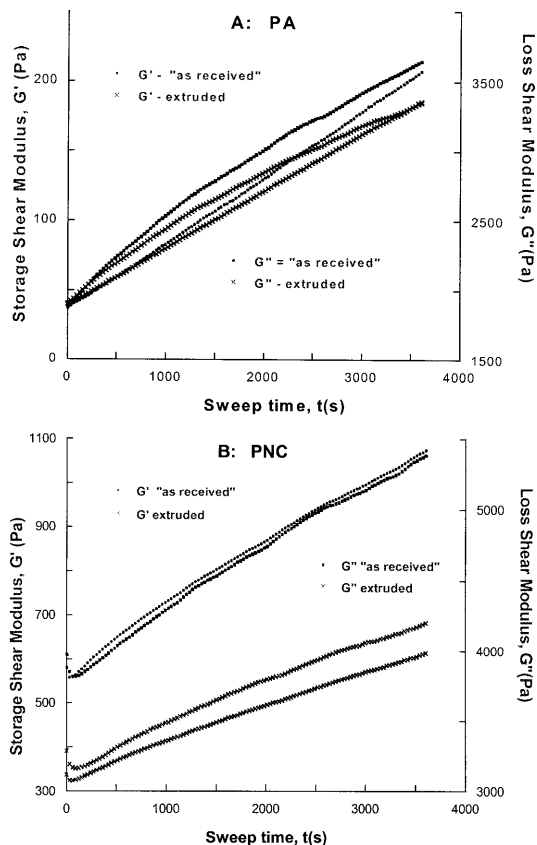 A: PA
Storage Shear Modulus, G' (Pa)
200
100
0
G' - "as received"
G' - extruded
G" = "as received"
G" - extruded
3500
2500
1500
Loss Shear Modulus, G"(Pa)
0 1000 2000 3000 4000
Sweep time, t(s)
B: PNC
Storage Shear Modulus, G' (Pa)
1100
900
700
500
300
G' "as received"
G' extruded
G" "as received"
G" extruded
5000
4000
3000
Loss Shear Modulus, G"(Pa)
0 1000 2000 3000 4000
Sweep time, t(s)